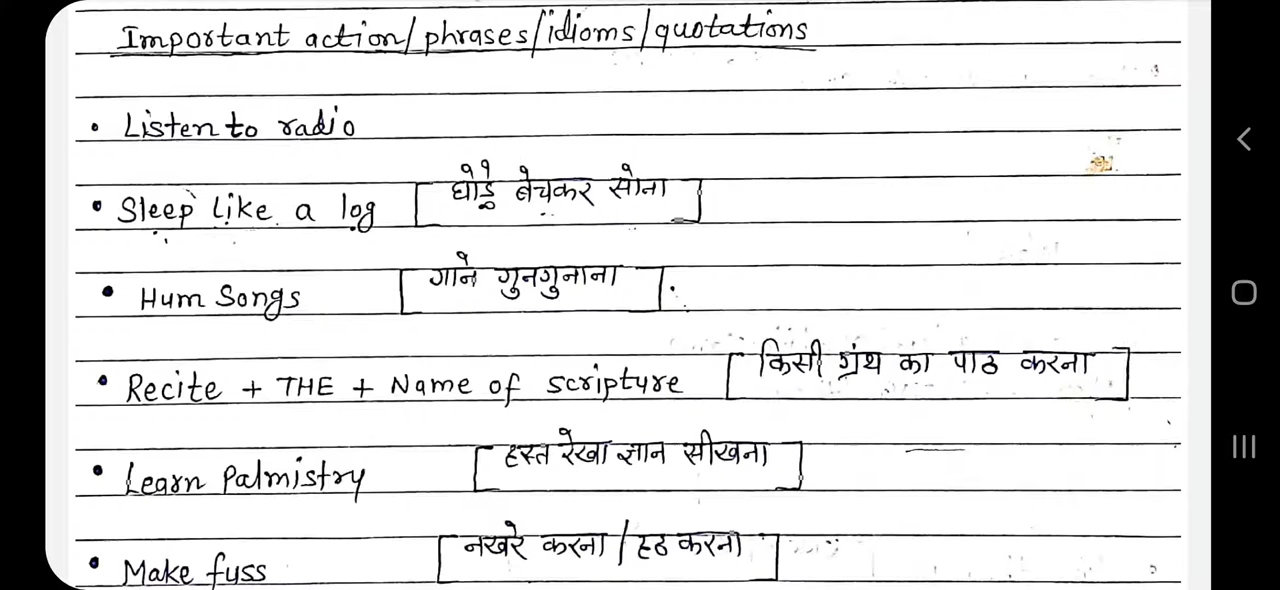 Important action/phrases/idioms/quotations
• Listen to radio
• Sleep like a log [घोड़े बेचकर सोना]
• Hum Songs [गाने गुनगुनाना].
• Recite + THE + Name of scripture [किसी ग्रंथ का पाठ करना]
• Learn Palmistry [हस्त रेखा ज्ञान सीखना]
• Make fuss [नखरे करना/हठ करना]